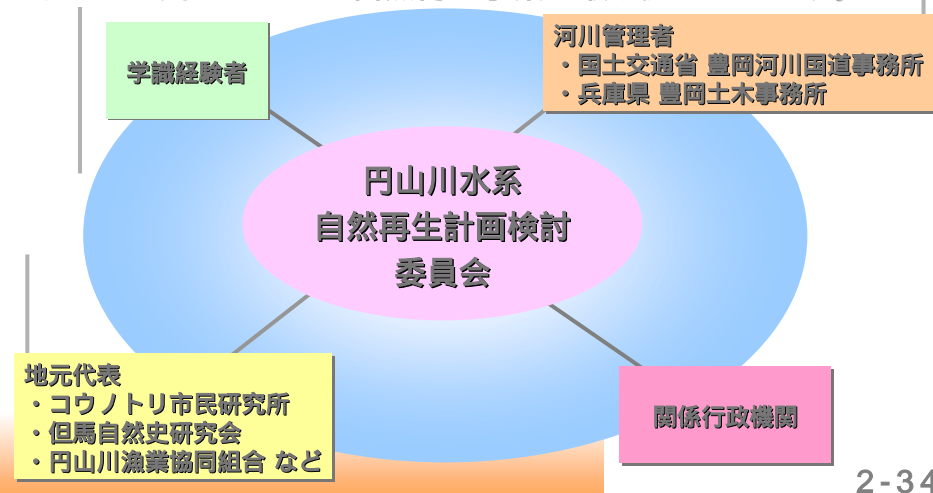 学識経験者
河川管理者
・国土交通省 豊岡河川国道事務所
・兵庫県 豊岡土木事務所
円山川水系
自然再生計画検討
委員会
地元代表
・コウノトリ市民研究所
・但馬自然史研究会
・円山川漁業協同組合 など
関係行政機関
2-34